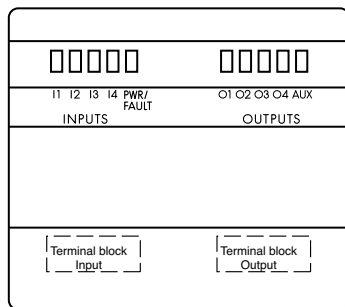 I1 I2 I3 I4 PWR/ FAULT
O1 O2 O3 O4 AUX
INPUTS
OUTPUTS
Terminal block
Input
Terminal block
Output